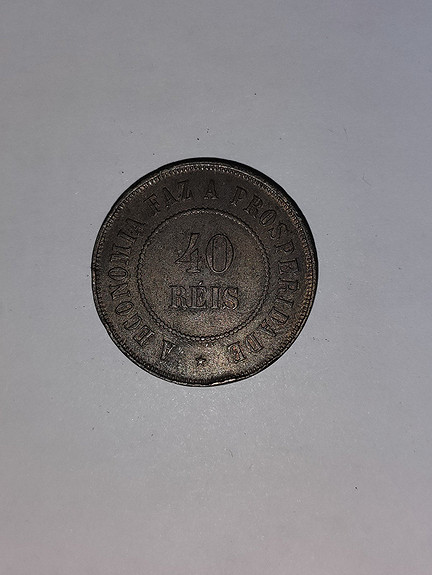 A ECONOMIA FAZ A PROSPERIDADE
40
RÉIS